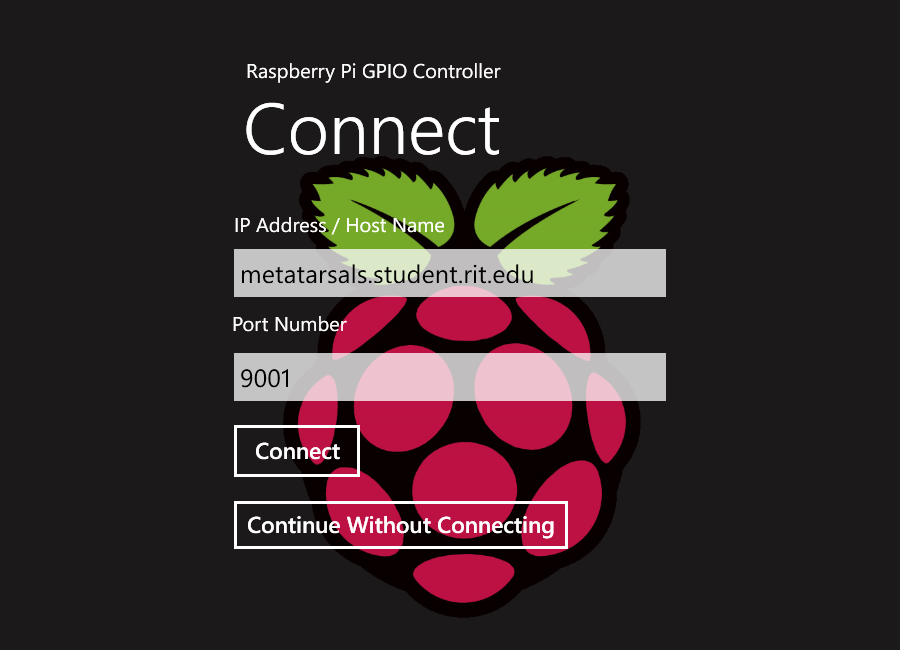 Raspberry Pi GPIO Controller
Connect
IP Address / Host Name
metatarsals.student.rit.edu
Port Number
9001
Connect
Continue Without Connecting